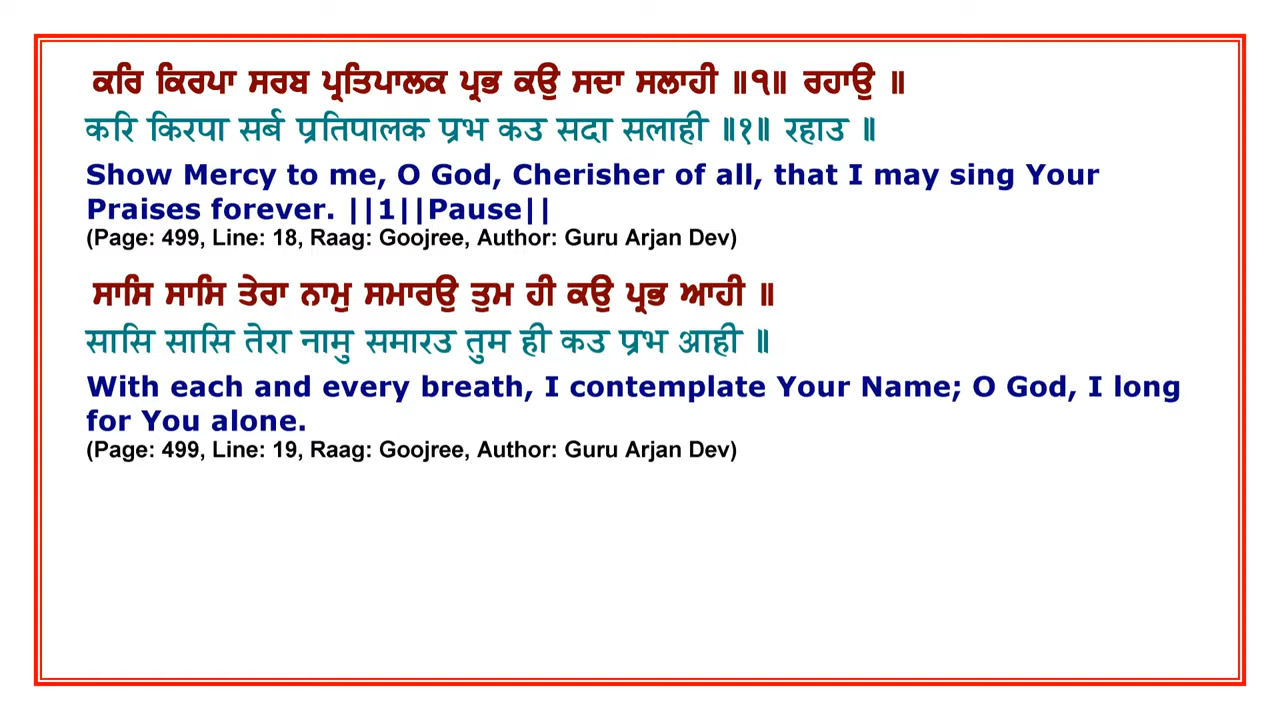 ਕਰਿ ਕਿਰਪਾ ਸਰਬ ਪ੍ਰਤਿਪਾਲਕ ਪ੍ਰਭ ਕਉ ਸਦਾ ਸਲਾਹੀ ॥੧॥ ਰਹਾਉ ॥
करि किरपा सर्ब प्रतिपालक प्रभ कउ सदा सलाही ॥१॥ रहाउ ॥
Show Mercy to me, O God, Cherisher of all, that I may sing Your
Praises forever. ||1||Pause||
(Page: 499, Line: 18, Raag: Goojree, Author: Guru Arjan Dev)
ਸਾਸਿ ਸਾਸਿ ਤੇਰਾ ਨਾਮੁ ਸਮਾਰਉ ਤੁਮ ਹੀ ਕਉ ਪ੍ਰਭ ਆਹੀ ॥
सासि सासि तेरा नामु समारउ तुम ही कउ प्रभ आही ॥
With each and every breath, I contemplate Your Name; O God, I long
for You alone.
(Page: 499, Line: 19, Raag: Goojree, Author: Guru Arjan Dev)